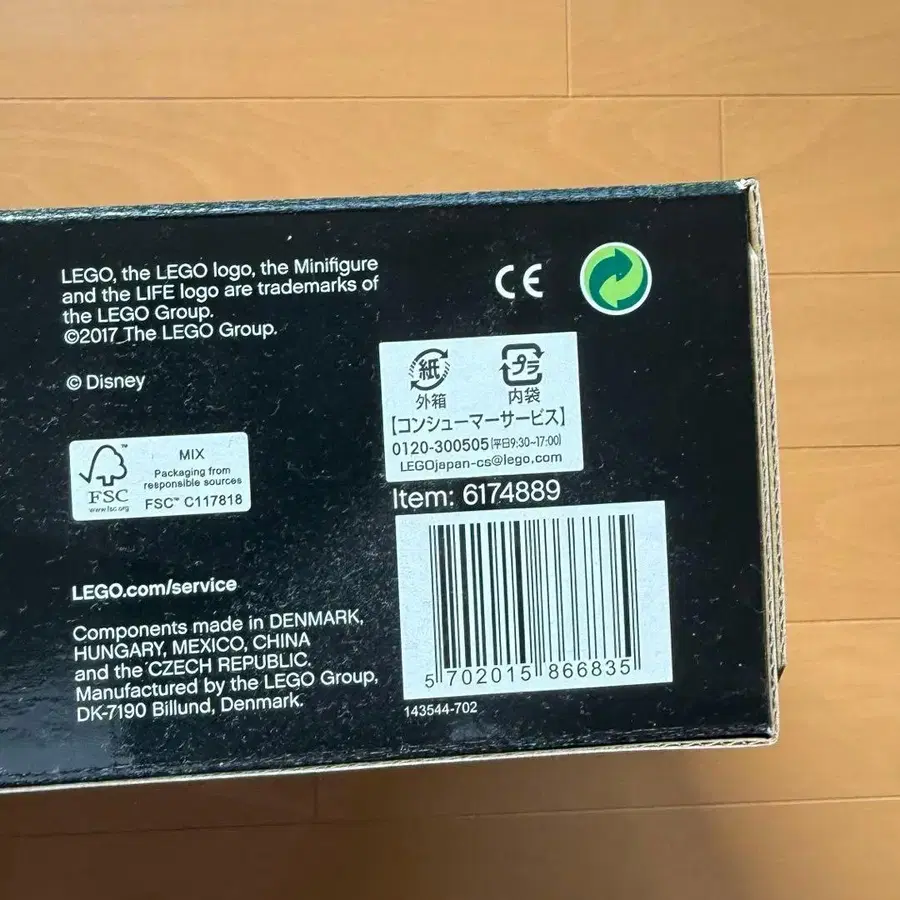 LEGO, the LEGO logo, the Minifigure
and the LIFE logo are trademarks of
the LEGO Group.
©2017 The LEGO Group.
© Disney
CE
紙
外箱
プラ
内袋
【コンシューマーサービス】
0120-300505(平日9:30~17:00)
LEGOjapan-cs@lego.com
FSC
www.fsc.org
MIX
Packaging from
responsible sources
FSC™ C117818
Item: 6174889
5 702015 866835
143544-702
LEGO.com/service
Components made in DENMARK,
HUNGARY, MEXICO, CHINA
and the CZECH REPUBLIC.
Manufactured by the LEGO Group,
DK-7190 Billund, Denmark.